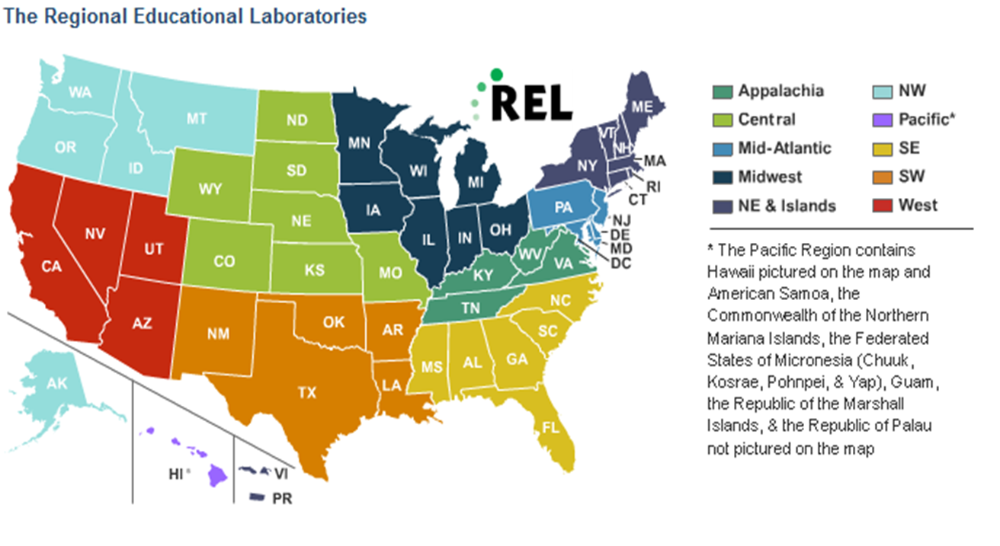 The Regional Educational Laboratories
REL
WA
MT
ND
MN
ME
VT
NH
OR
ID
SD
WI
MI
NY
MA
RI
CT
WY
IA
PA
NE
NV
UT
CO
KS
MO
IL
IN
OH
NJ
DE
MD
DC
WV
VA
KY
CA
AZ
NM
OK
AR
TN
NC
SC
MS
AL
GA
TX
LA
FL
AK
HI*
VI
PR
Appalachia
Central
Mid-Atlantic
Midwest
NE & Islands
NW
Pacific*
SE
SW
West
* The Pacific Region contains
Hawaii pictured on the map and
American Samoa, the
Commonwealth of the Northern
Mariana Islands, the Federated
States of Micronesia (Chuuk,
Kosrae, Pohnpei, & Yap), Guam,
the Republic of the Marshall
Islands, & the Republic of Palau
not pictured on the map